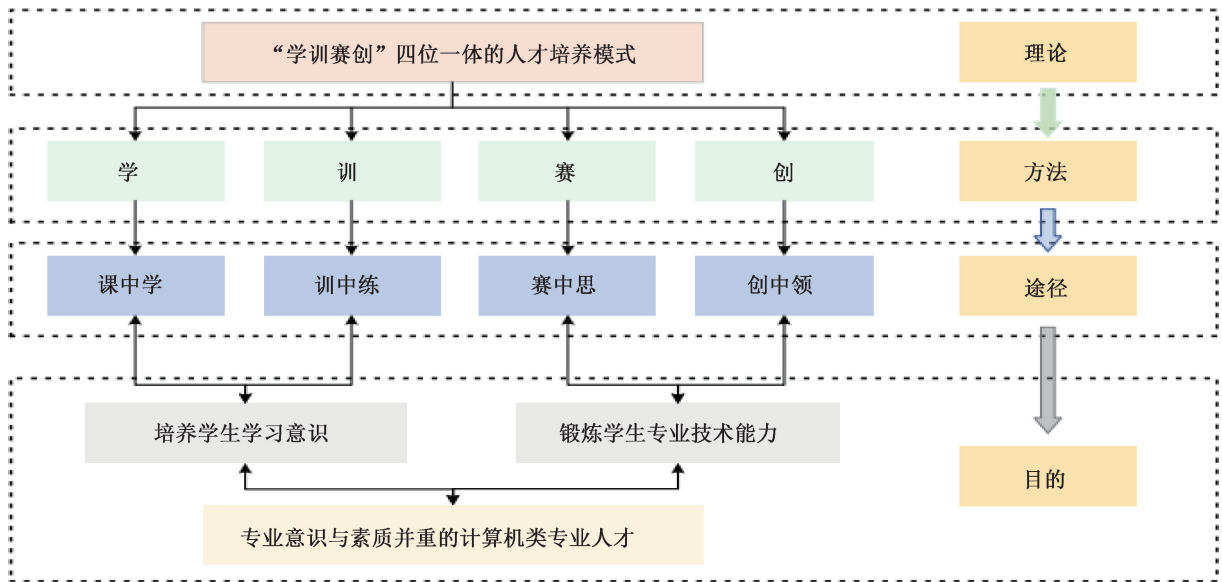 “学训赛创”四位一体的人才培养模式
理论
学
训
赛
创
方法
课中学
训中练
赛中思
创中领
途径
培养学生学习意识
锻炼学生专业技术能力
目的
专业意识与素质并重的计算机类专业人才